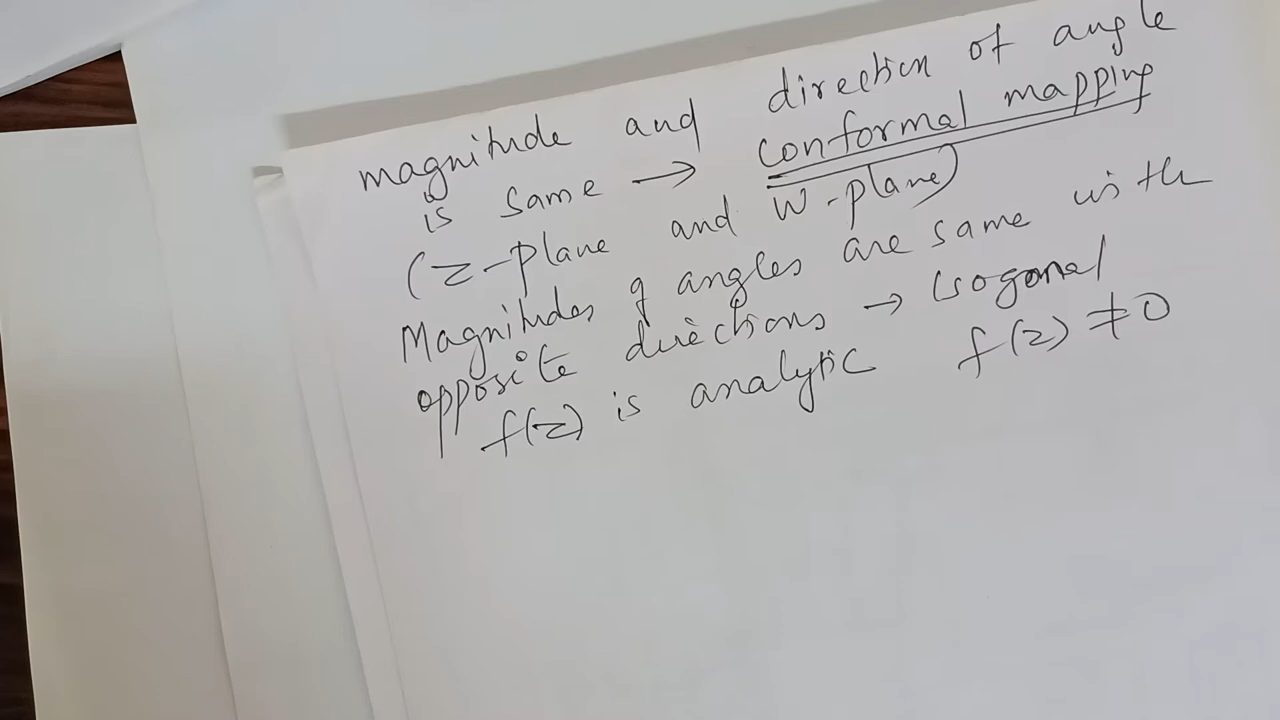 magnitude and direction of angle
is same → conformal mapping
(z-plane and w-plane)
Magnitudes of angles are same with
opposite directions → isogonal
f(z) is analytic f(z) ≠ 0